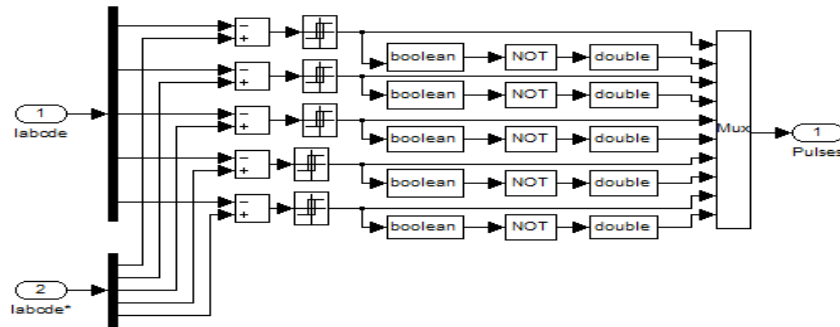 boolean NOT double
boolean NOT double
1
Iabcde
boolean NOT double
Mux
1
Pulses
boolean NOT double
boolean NOT double
2
Iabcde*